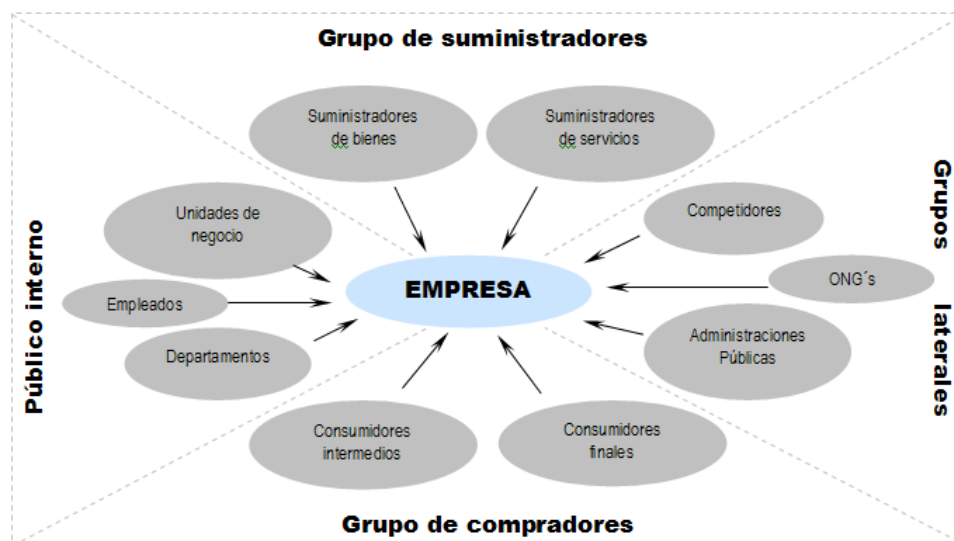 Grupo de suministradores
Suministradores
de bienes
Suministradores
de servicios
Unidades de
negocio
Competidores
Grupos
laterales
Público interno
EMPRESA
ONG´s
Empleados
Departamentos
Administraciones
Públicas
Consumidores
intermedios
Consumidores
finales
Grupo de compradores